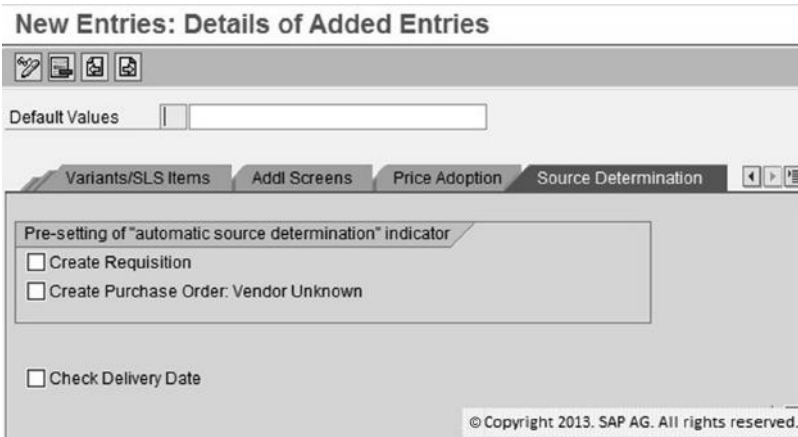 New Entries: Details of Added Entries
Default Values
Variants/SLS Items Addl Screens Price Adoption Source Determination
Pre-setting of "automatic source determination" indicator
Create Requisition
Create Purchase Order: Vendor Unknown
Check Delivery Date
© Copyright 2013. SAP AG. All rights reserved.